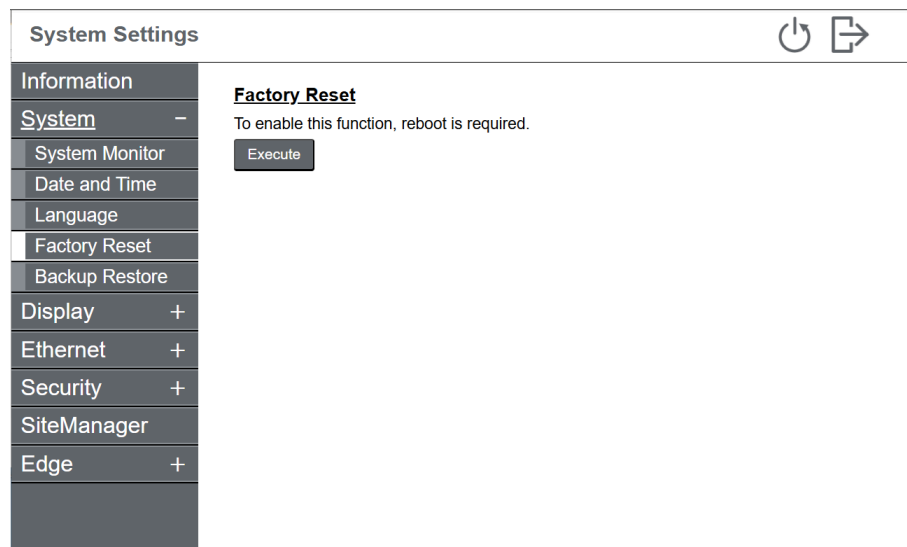 System Settings
Information
System −
System Monitor
Date and Time
Language
Factory Reset
Backup Restore
Display +
Ethernet +
Security +
SiteManager
Edge +
Factory Reset
To enable this function, reboot is required.
Execute